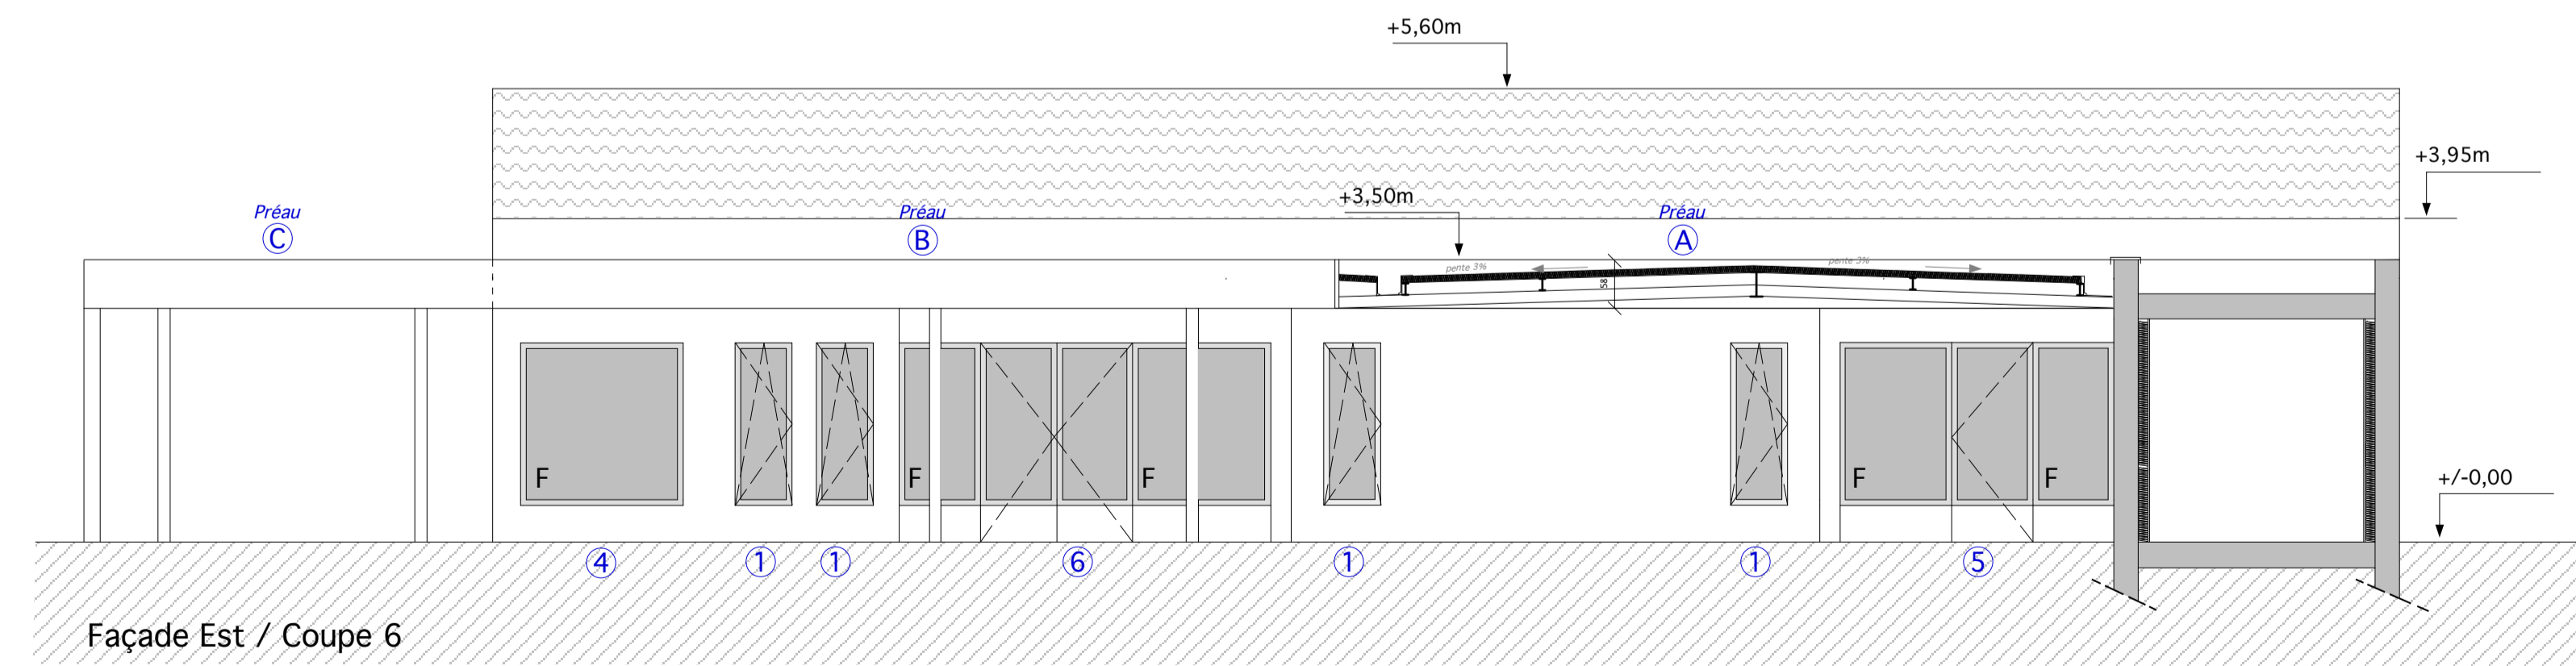 +5,60m
+3,95m
+3,50m
Préau
Préau
Préau
C
B
A
pente 3%
pente 3%
58
+/-0,00
F
F
F
F
F
4
1
1
6
1
1
5
Façade Est / Coupe 6